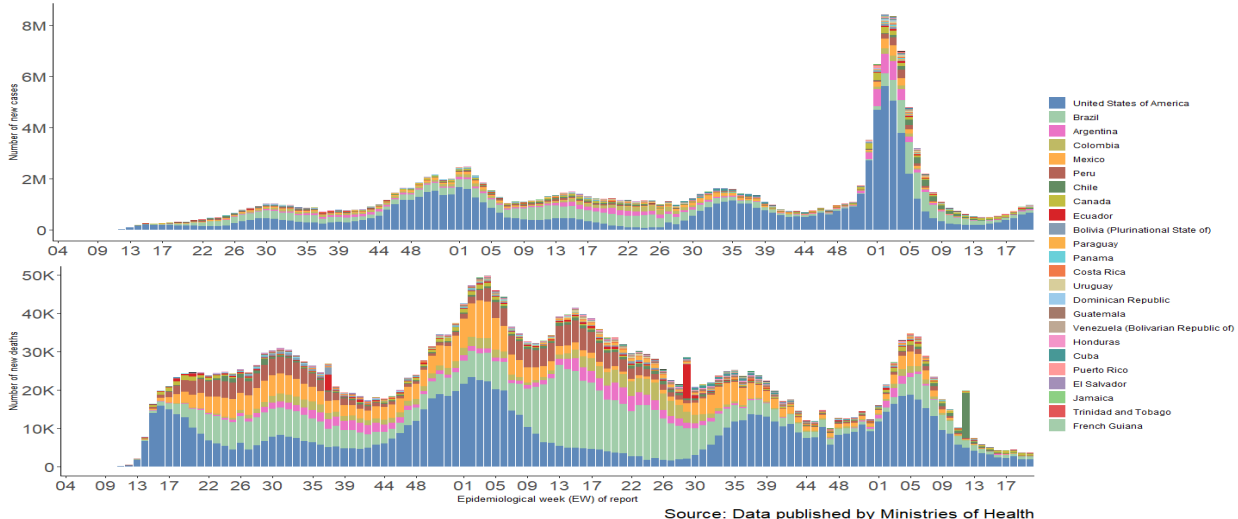 Number of new cases
8M
6M
4M
2M
0
04 09 13 17 22 26 30 35 39 44 48 01 05 09 13 17 22 26 30 35 39 44 48 01 05 09 13 17
Number of new deaths
50K
40K
30K
20K
10K
0
04 09 13 17 22 26 30 35 39 44 48 01 05 09 13 17 22 26 30 35 39 44 48 01 05 09 13 17
Epidemiological week (EW) of report
United States of America
Brazil
Argentina
Colombia
Mexico
Peru
Chile
Canada
Ecuador
Bolivia (Plurinational State of)
Paraguay
Panama
Costa Rica
Uruguay
Dominican Republic
Guatemala
Venezuela (Bolivarian Republic of)
Honduras
Cuba
Puerto Rico
El Salvador
Jamaica
Trinidad and Tobago
French Guiana
Source: Data published by Ministries of Health